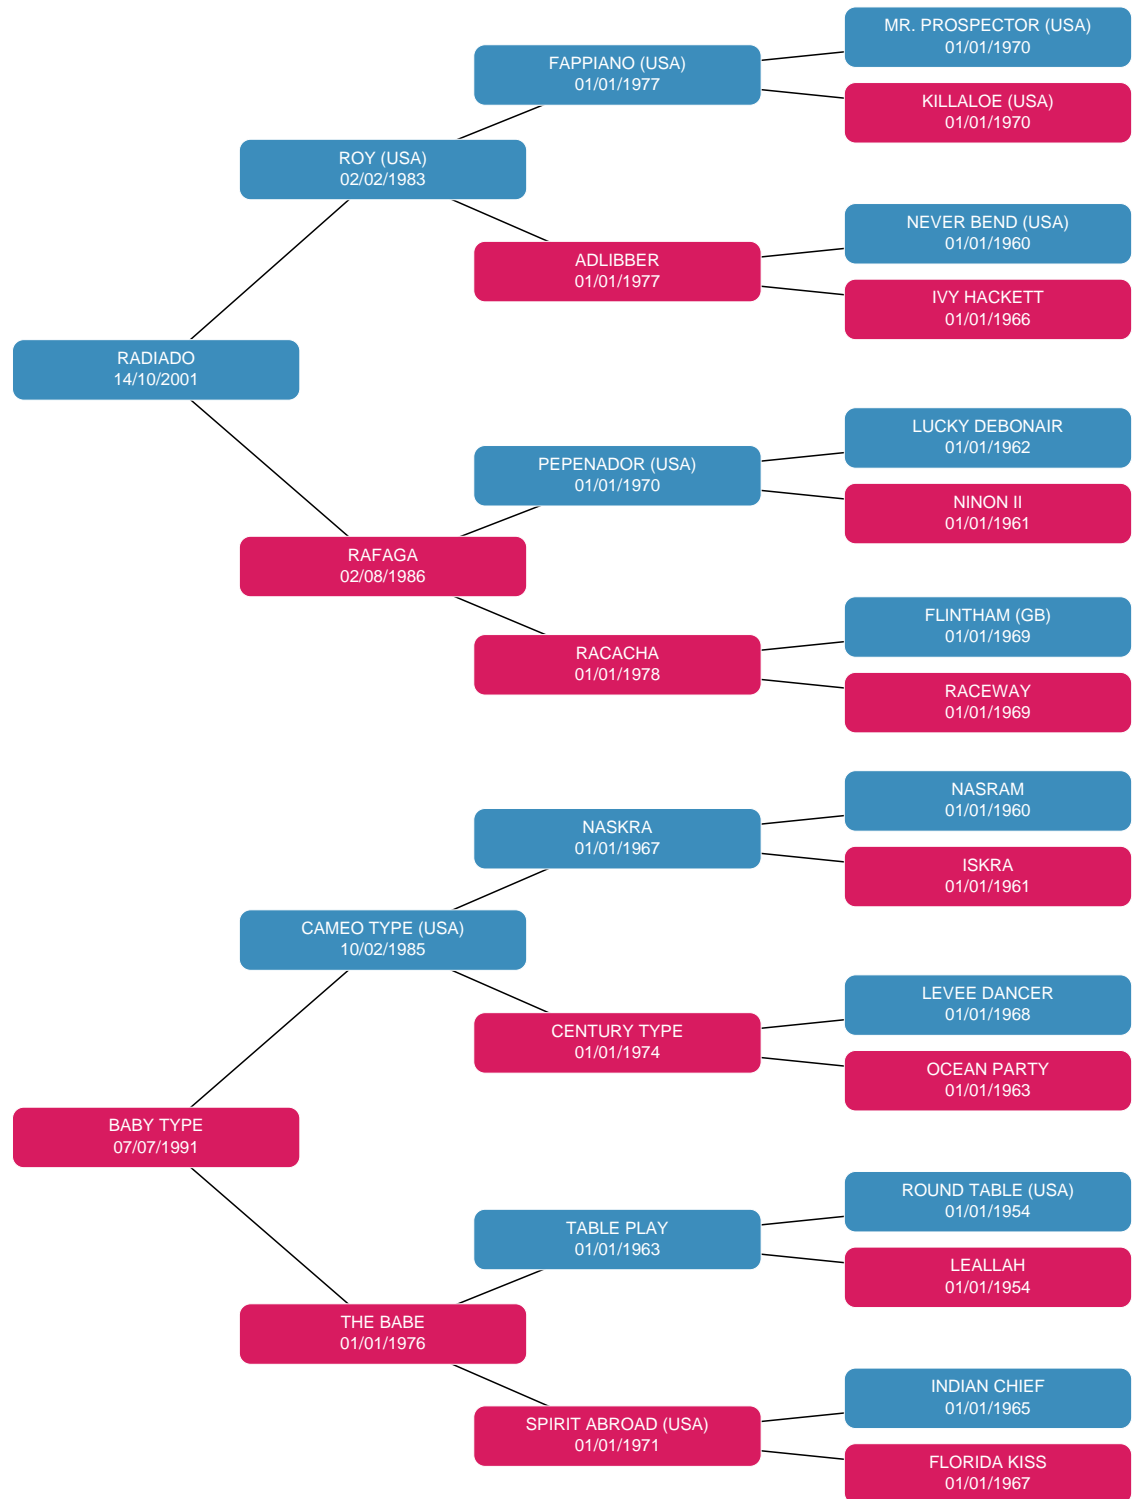 MR. PROSPECTOR (USA)
01/01/1970
FAPPIANO (USA)
01/01/1977
KILLALOE (USA)
01/01/1970
ROY (USA)
02/02/1983
NEVER BEND (USA)
01/01/1960
ADLIBBER
01/01/1977
IVY HACKETT
01/01/1966
RADIADO
14/10/2001
LUCKY DEBONAIR
01/01/1962
PEPENADOR (USA)
01/01/1970
NINON II
01/01/1961
RAFAGA
02/08/1986
FLINTHAM (GB)
01/01/1969
RACACHA
01/01/1978
RACEWAY
01/01/1969
NASRAM
01/01/1960
NASKRA
01/01/1967
ISKRA
01/01/1961
CAMEO TYPE (USA)
10/02/1985
LEVEE DANCER
01/01/1968
CENTURY TYPE
01/01/1974
OCEAN PARTY
01/01/1963
BABY TYPE
07/07/1991
ROUND TABLE (USA)
01/01/1954
TABLE PLAY
01/01/1963
LEALLAH
01/01/1954
THE BABE
01/01/1976
INDIAN CHIEF
01/01/1965
SPIRIT ABROAD (USA)
01/01/1971
FLORIDA KISS
01/01/1967